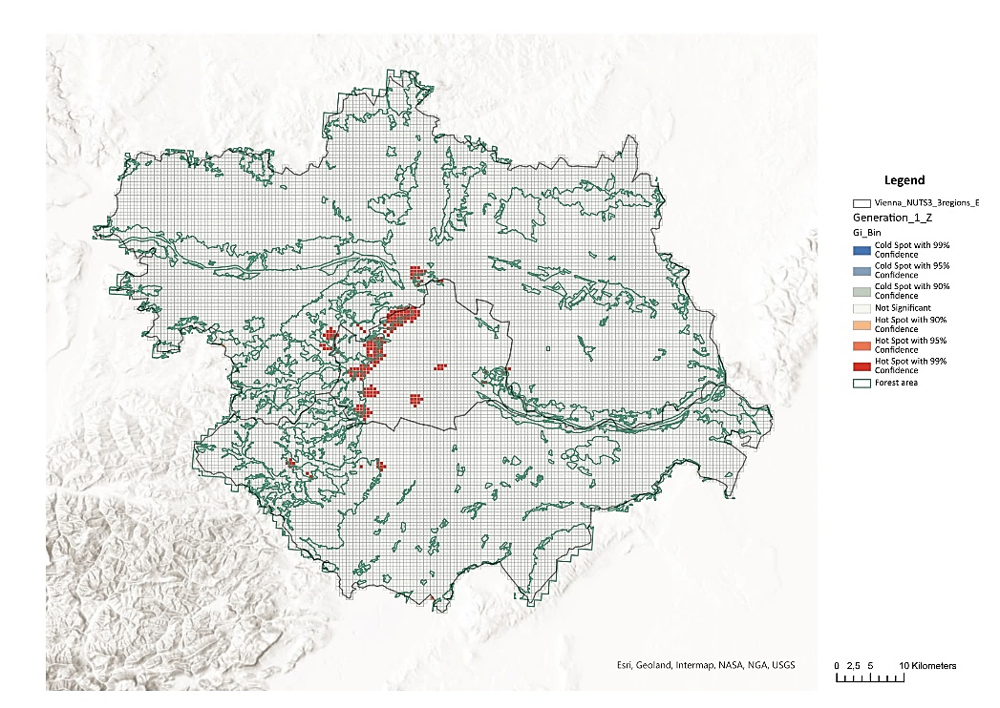 Legend
Vienna_NUTS3_3regions_E
Generation_1_Z
Gi_Bin
Cold Spot with 99%
Confidence
Cold Spot with 95%
Confidence
Cold Spot with 90%
Confidence
Not Significant
Hot Spot with 90%
Confidence
Hot Spot with 95%
Confidence
Hot Spot with 99%
Confidence
Forest area
Esri, Geoland, Intermap, NASA, NGA, USGS
0 2,5 5 10 Kilometers